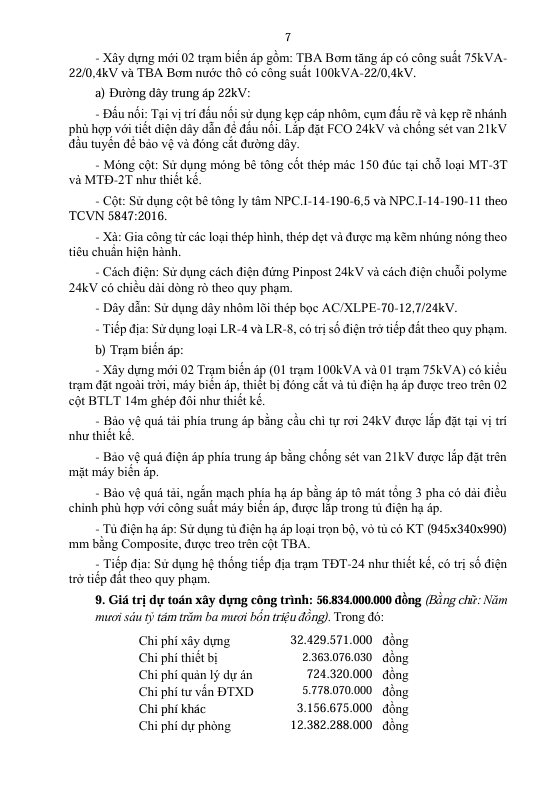 7
- Xây dựng mới 02 trạm biến áp gồm: TBA Bơm tăng áp có công suất 75kVA-
22/0,4kV và TBA Bơm nước thô có công suất 100kVA-22/0,4kV.
a) Đường dây trung áp 22kV:
- Đấu nối: Tại vị trí đấu nối sử dụng kẹp cáp nhôm, cụm đấu rẽ và kẹp rẽ nhánh
phù hợp với tiết diện dây dẫn để đấu nối. Lắp đặt FCO 24kV và chống sét van 21kV
đầu tuyến để bảo vệ và đóng cắt đường dây.
- Móng cột: Sử dụng móng bê tông cốt thép mác 150 đúc tại chỗ loại MT-3T
và MTĐ-2T như thiết kế.
- Cột: Sử dụng cột bê tông ly tâm NPC.I-14-190-6,5 và NPC.I-14-190-11 theo
TCVN 5847:2016.
- Xà: Gia công từ các loại thép hình, thép dẹt và được mạ kẽm nhúng nóng theo
tiêu chuẩn hiện hành.
- Cách điện: Sử dụng cách điện đứng Pinpost 24kV và cách điện chuỗi polyme
24kV có chiều dài dòng rò theo quy phạm.
- Dây dẫn: Sử dụng dây nhôm lõi thép bọc AC/XLPE-70-12,7/24kV.
- Tiếp địa: Sử dụng loại LR-4 và LR-8, có trị số điện trở tiếp đất theo quy phạm.
b) Trạm biến áp:
- Xây dựng mới 02 Trạm biến áp (01 trạm 100kVA và 01 trạm 75kVA) có kiểu
trạm đặt ngoài trời, máy biến áp, thiết bị đóng cắt và tủ điện hạ áp được treo trên 02
cột BTLT 14m ghép đôi như thiết kế.
- Bảo vệ quá tải phía trung áp bằng cầu chì tự rơi 24kV được lắp đặt tại vị trí
như thiết kế.
- Bảo vệ quá điện áp phía trung áp bằng chống sét van 21kV được lắp đặt trên
mặt máy biến áp.
- Bảo vệ quá tải, ngắn mạch phía hạ áp bằng áp tô mát tổng 3 pha có dải điều
chỉnh phù hợp với công suất máy biến áp, được lắp trong tủ điện hạ áp.
- Tủ điện hạ áp: Sử dụng tủ điện hạ áp loại trọn bộ, vỏ tủ có KT (945x340x990)
mm bằng Composite, được treo trên cột TBA.
- Tiếp địa: Sử dụng hệ thống tiếp địa trạm TĐT-24 như thiết kế, có trị số điện
trở tiếp đất theo quy phạm.
9. Giá trị dự toán xây dựng công trình: 56.834.000.000 đồng (Bằng chữ: Năm
mươi sáu tỷ tám trăm ba mươi bốn triệu đồng). Trong đó:
Chi phí xây dựng 32.429.571.000 đồng
Chi phí thiết bị 2.363.076.030 đồng
Chi phí quản lý dự án 724.320.000 đồng
Chi phí tư vấn ĐTXD 5.778.070.000 đồng
Chi phí khác 3.156.675.000 đồng
Chi phí dự phòng 12.382.288.000 đồng